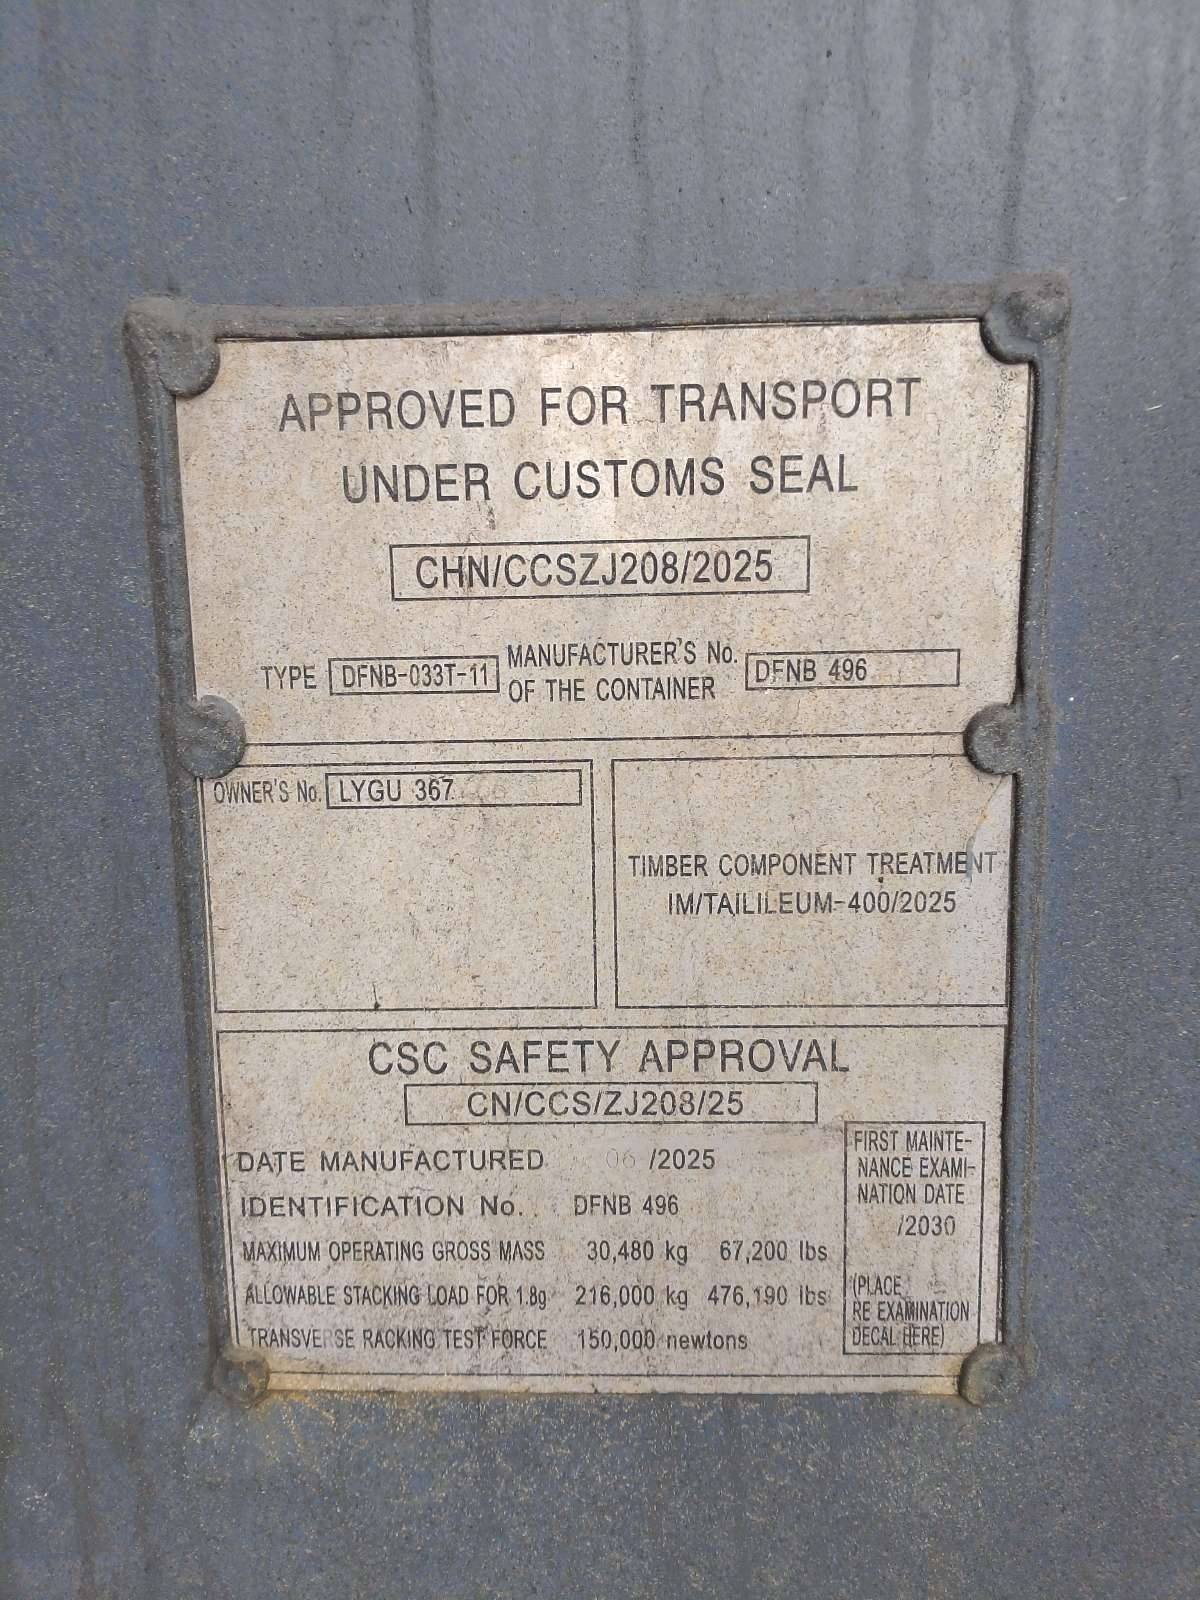 APPROVED FOR TRANSPORT
UNDER CUSTOMS SEAL
CHN/CCSZJ208/2025
TYPE DFNB-033T-11 MANUFACTURER'S No. OF THE CONTAINER DFNB 496
OWNER'S No. LYGU 367
TIMBER COMPONENT TREATMENT
IM/TAILILEUM-400/2025
CSC SAFETY APPROVAL
CN/CCS/ZJ208/25
DATE MANUFACTURED 06 /2025
IDENTIFICATION No. DFNB 496
MAXIMUM OPERATING GROSS MASS 30,480 kg 67,200 lbs
ALLOWABLE STACKING LOAD FOR 1.8g 216,000 kg 476,190 lbs
TRANSVERSE RACKING TEST FORCE 150,000 newtons
FIRST MAINTE-
NANCE EXAMI-
NATION DATE
/2030
(PLACE
RE EXAMINATION
DECAL HERE)